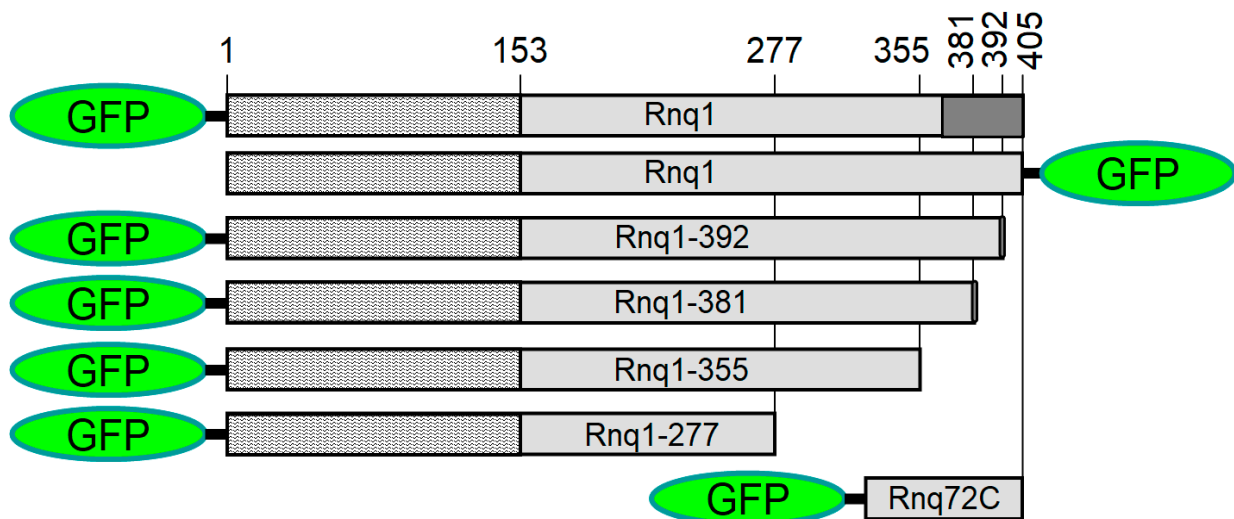 1 153 277 355 381 392 405
GFP Rnq1
Rnq1 GFP
GFP Rnq1-392
GFP Rnq1-381
GFP Rnq1-355
GFP Rnq1-277
GFP Rnq72C